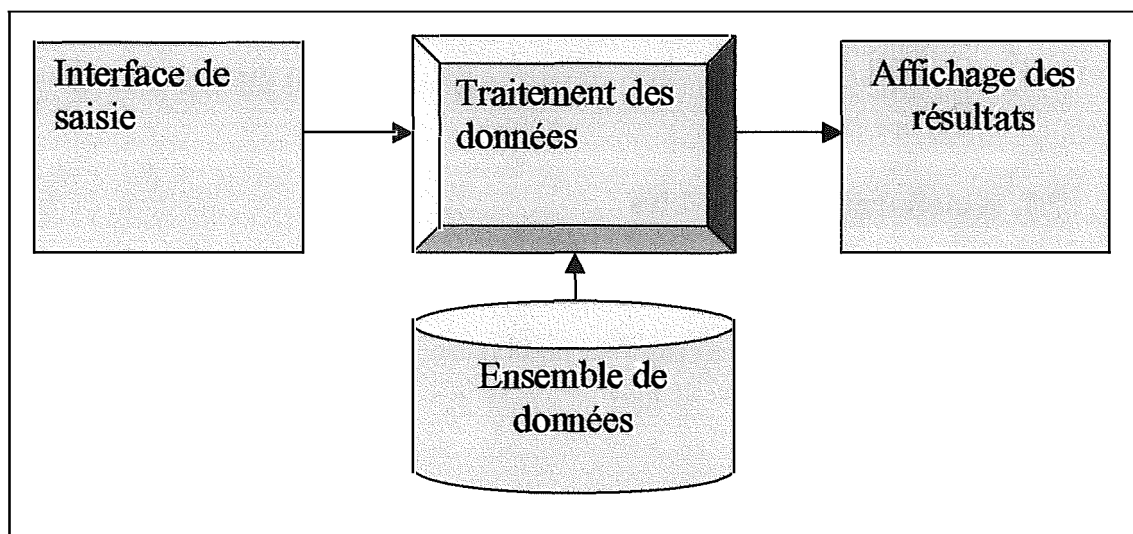 Interface de
saisie
Traitement des
données
Affichage des
résultats
Ensemble de
données